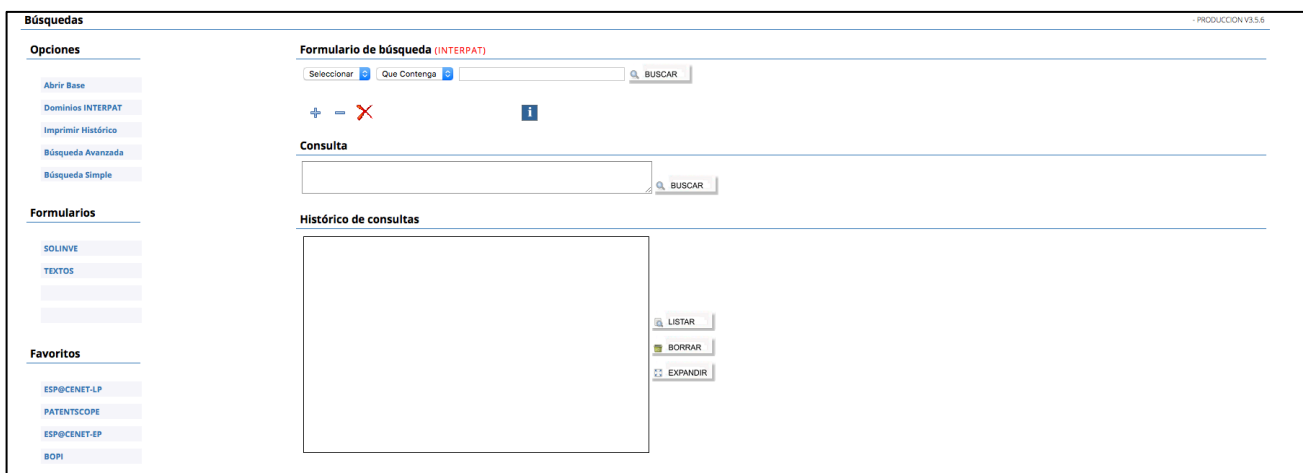 Búsquedas
- PRODUCCION V3.5.6
Opciones
Abrir Base
Dominios INTERPAT
Imprimir Histórico
Búsqueda Avanzada
Búsqueda Simple
Formularios
SOLINVE
TEXTOS
Favoritos
ESP@CENET-LP
PATENTSCOPE
ESP@CENET-EP
BOPI
Formulario de búsqueda (INTERPAT)
Seleccionar Que Contenga BUSCAR
i
Consulta
BUSCAR
Histórico de consultas
LISTAR
BORRAR
EXPANDIR